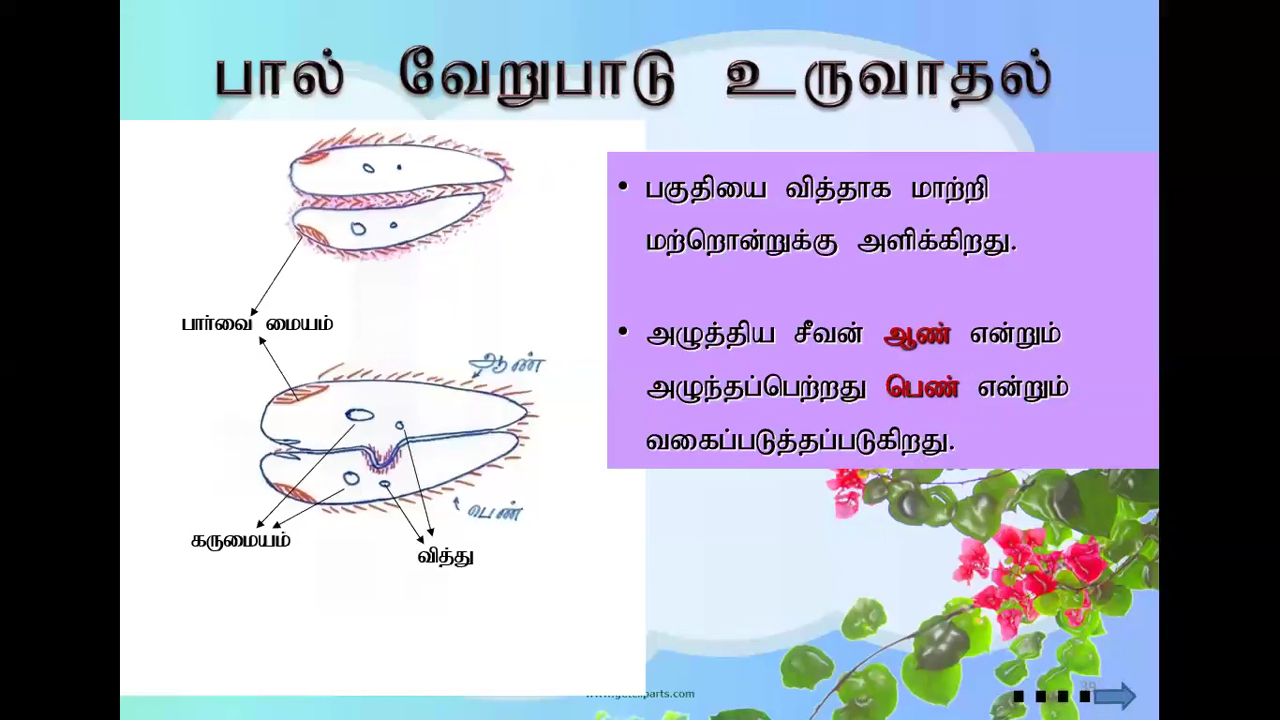 பால் வேறுபாடு உருவாதல்
பகுதியை வித்தாக மாற்றி
மற்றொன்றுக்கு அளிக்கிறது.
அழுத்திய சீவன் ஆண் என்றும்
அழுந்தப்பெற்றது பெண் என்றும்
வகைப்படுத்தப்படுகிறது.
பார்வை மையம்
ஆண்
பெண்
கருமையம்
வித்து